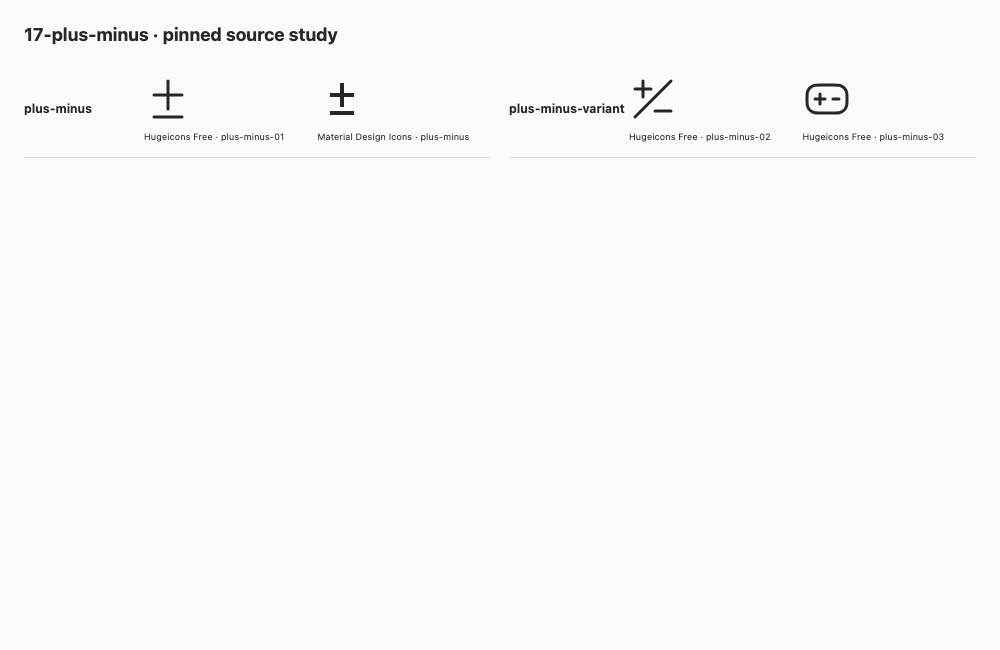 17-plus-minus · pinned source study
plus-minus
Hugeicons Free · plus-minus-01
Material Design Icons · plus-minus
plus-minus-variant
Hugeicons Free · plus-minus-02
Hugeicons Free · plus-minus-03